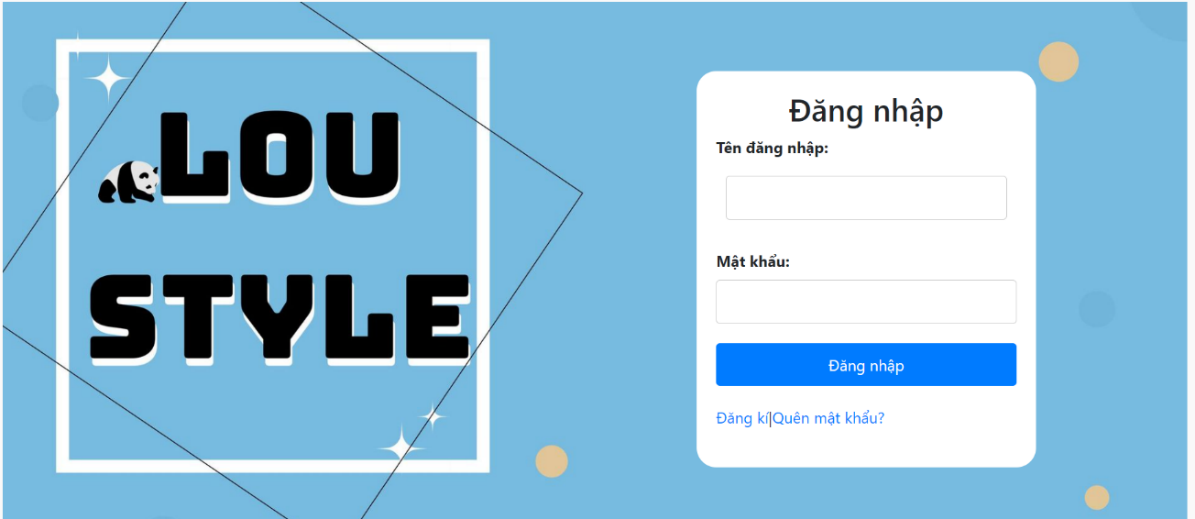 LOU
STYLE
Đăng nhập
Tên đăng nhập:
Mật khẩu:
Đăng nhập
Đăng kí|Quên mật khẩu?